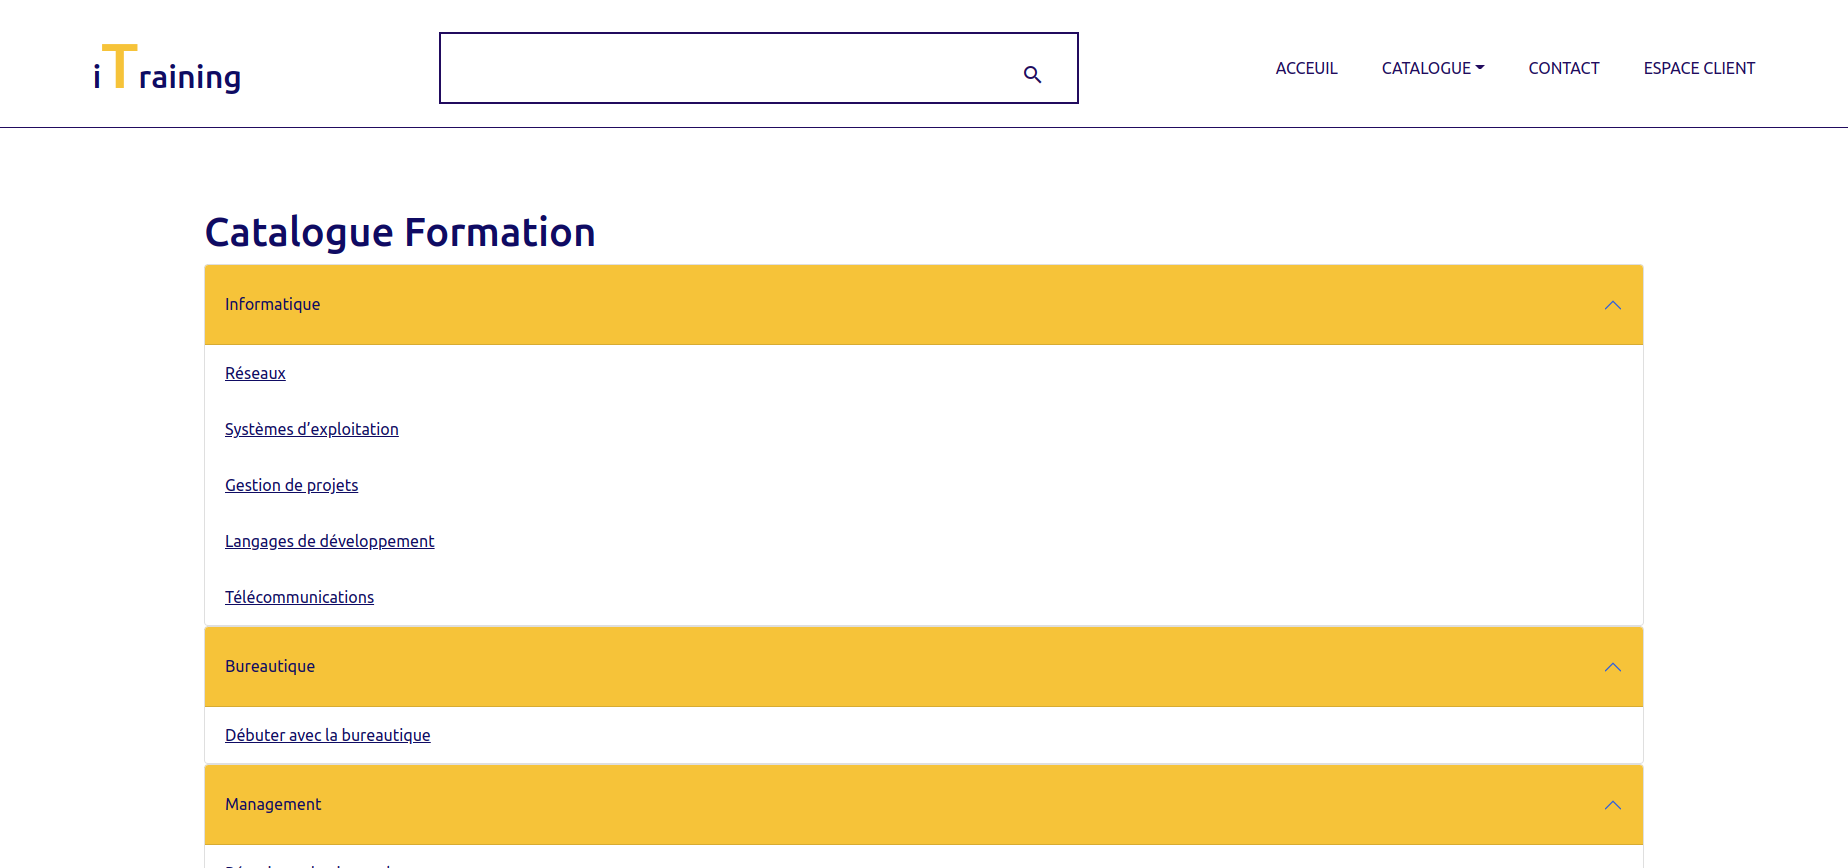 iTraining
ACCEUIL CATALOGUE CONTACT ESPACE CLIENT
Catalogue Formation
Informatique
Réseaux
Systèmes d’exploitation
Gestion de projets
Langages de développement
Télécommunications
Bureautique
Débuter avec la bureautique
Management